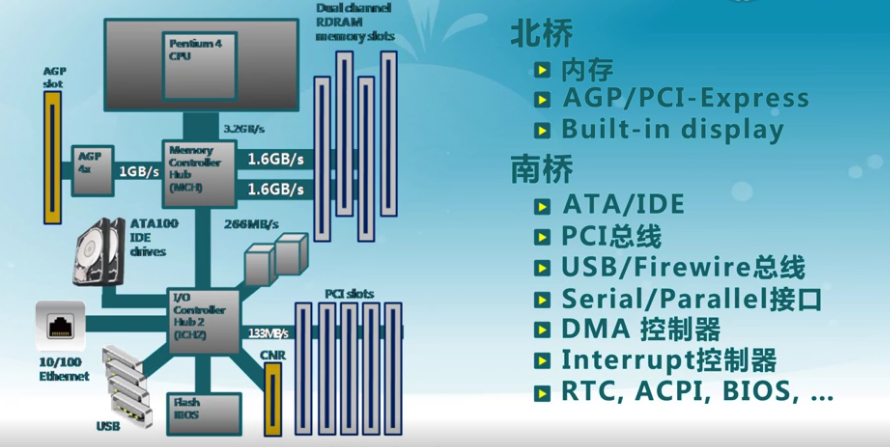 Dual channel
RDRAM
memory slots
Pentium 4
CPU
AGP
slot
3.2GB/s
AGP
4x
1GB/s
Memory
Controller
Hub
(MCH)
1.6GB/s
1.6GB/s
ATA100
IDE
drives
266MB/s
I/O
Controller
Hub 2
(ICH2)
PCI slots
133MB/s
10/100
Ethernet
CNR
USB
Flash
BIOS
北桥
内存
AGP/PCI-Express
Built-in display
南桥
ATA/IDE
PCI总线
USB/Firewire总线
Serial/Parallel接口
DMA 控制器
Interrupt控制器
RTC, ACPI, BIOS, ...